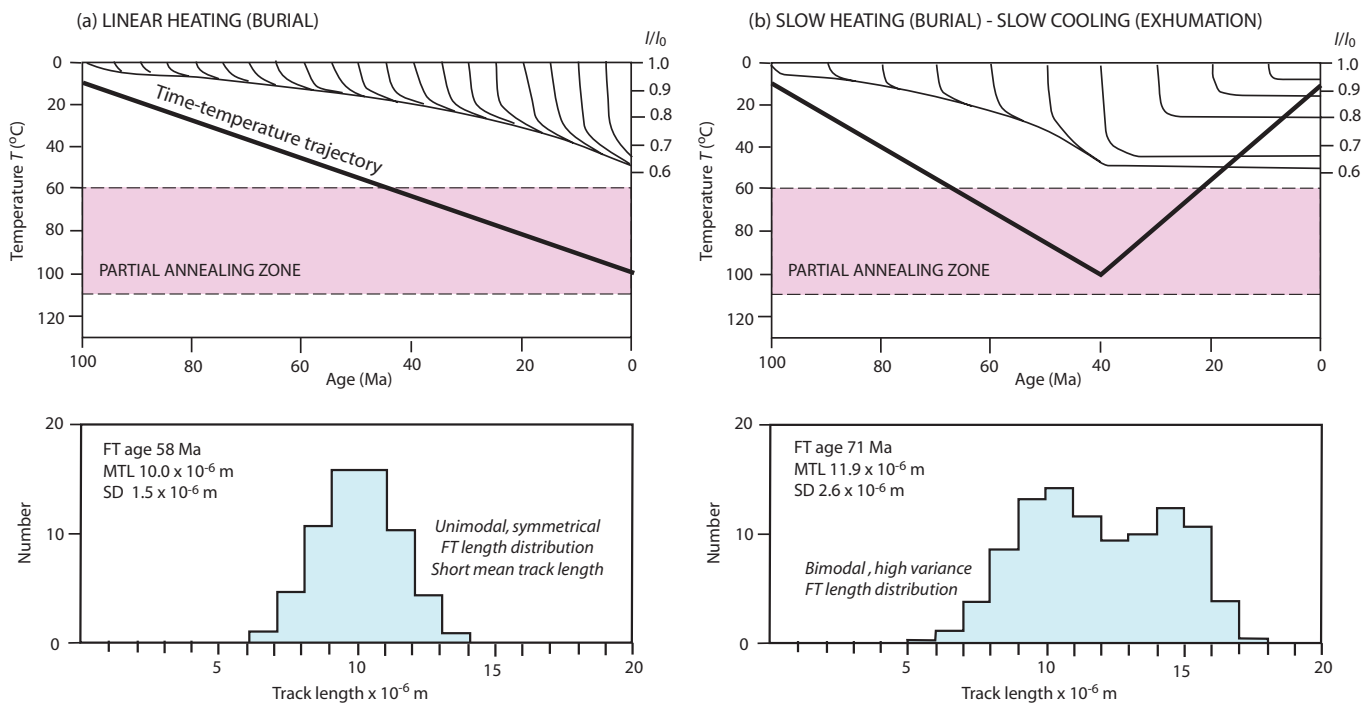 (a) LINEAR HEATING (BURIAL)
l/l0
0
20
40
60
80
100
120
Temperature T (oC)
1.0
0.9
0.8
0.7
0.6
Time-temperature trajectory
PARTIAL ANNEALING ZONE
100
80
60
40
20
0
Age (Ma)
(b) SLOW HEATING (BURIAL) - SLOW COOLING (EXHUMATION)
l/l0
0
20
40
60
80
100
120
Temperature T (oC)
1.0
0.9
0.8
0.7
0.6
PARTIAL ANNEALING ZONE
100
80
60
40
20
0
Age (Ma)
20
10
0
Number
FT age 58 Ma
MTL 10.0 x 10-6 m
SD 1.5 x 10-6 m
Unimodal, symmetrical
FT length distribution
Short mean track length
5
10
15
20
Track length x 10-6 m
20
10
0
Number
FT age 71 Ma
MTL 11.9 x 10-6 m
SD 2.6 x 10-6 m
Bimodal , high variance
FT length distribution
5
10
15
20
Track length x 10-6 m